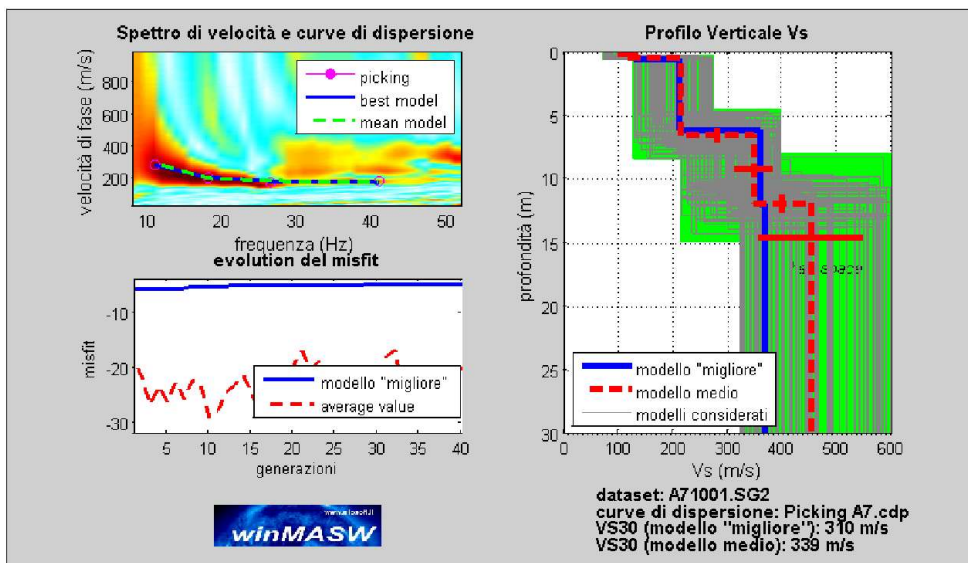 Spettro di velocità e curve di dispersione
velocità di fase (m/s)
800
600
400
200
picking
best model
mean model
10
20
30
40
50
frequenza (Hz)
evolution del misfit
misfit
-10
-20
-30
modello "migliore"
average value
5
10
15
20
25
30
35
40
generazioni
winMASW
Profilo Verticale Vs
profondità (m)
0
5
10
15
20
25
30
modello "migliore"
modello medio
modelli considerati
0
100
200
300
400
500
600
Vs (m/s)
dataset: A71001.SG2
curve di dispersione: Picking A7.cdp
VS30 (modello "migliore"): 310 m/s
VS30 (modello medio): 339 m/s